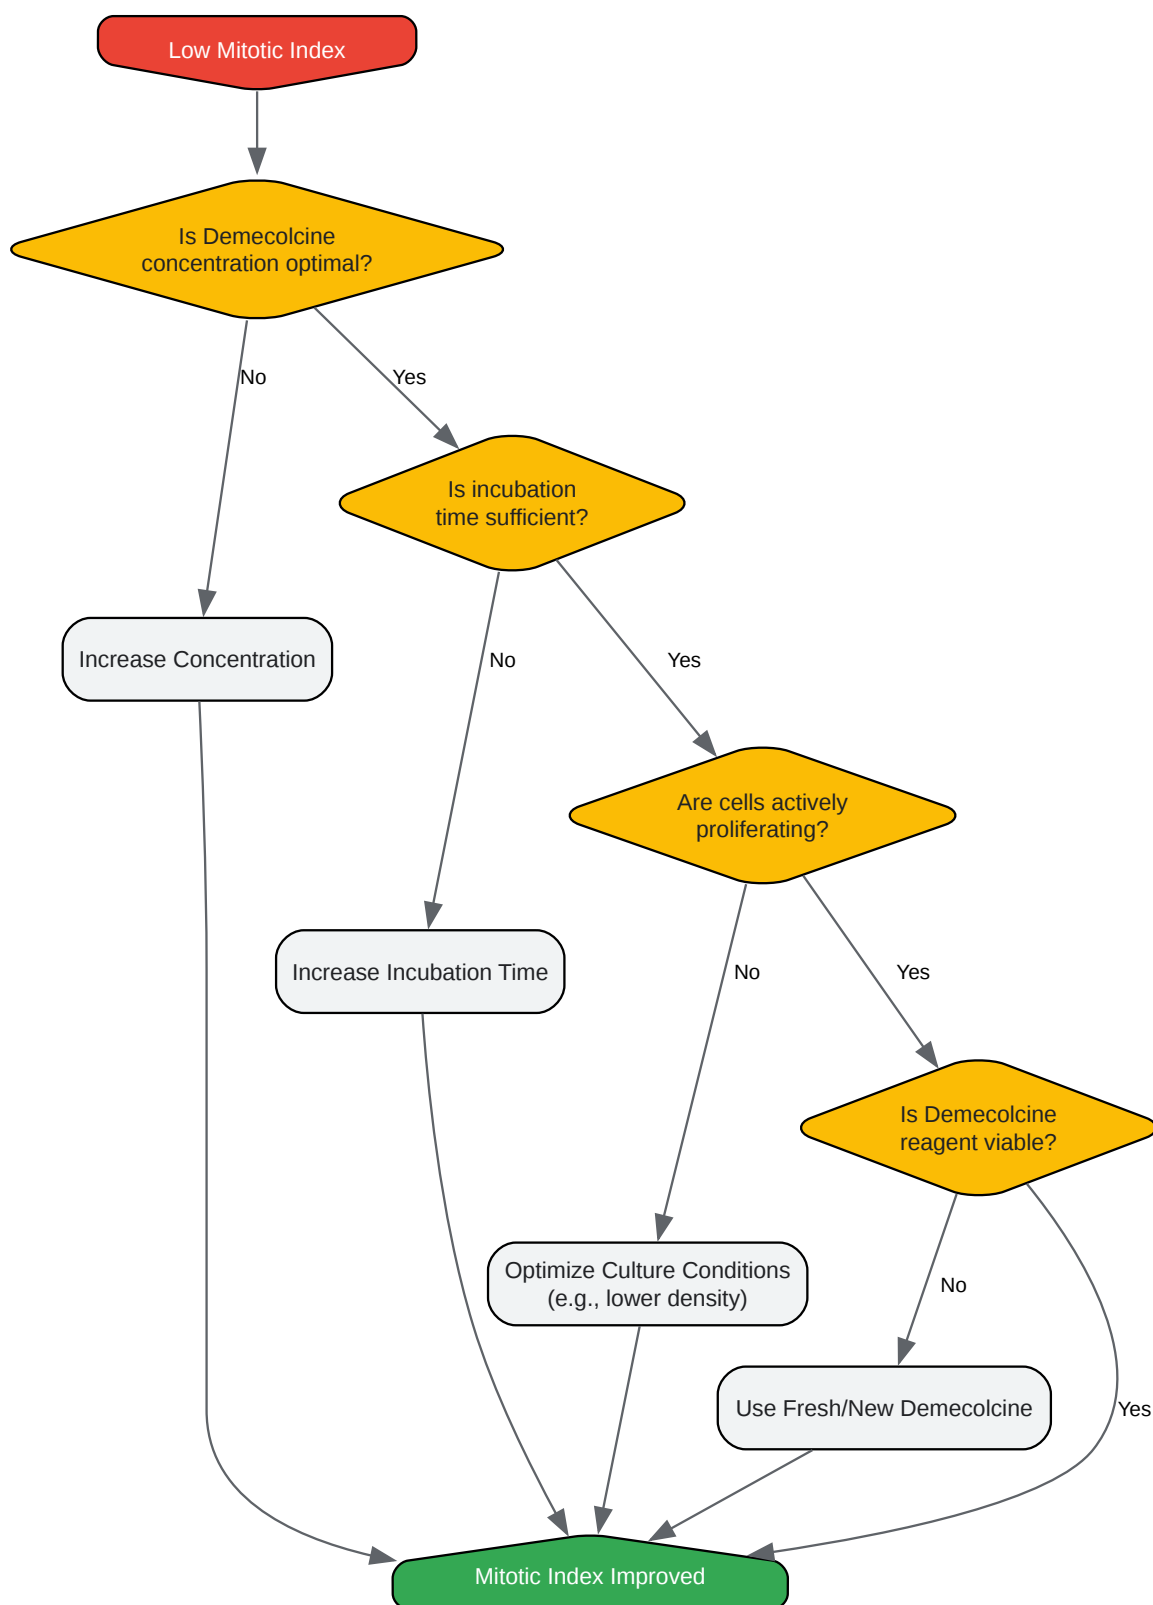 Low Mitotic Index
Is Demecolcine
concentration optimal?
No
Yes
Is incubation
time sufficient?
Increase Concentration
No
Yes
Are cells actively
proliferating?
Increase Incubation Time
No
Yes
Is Demecolcine
reagent viable?
Optimize Culture Conditions
(e.g., lower density)
No
Use Fresh/New Demecolcine
Yes
Mitotic Index Improved